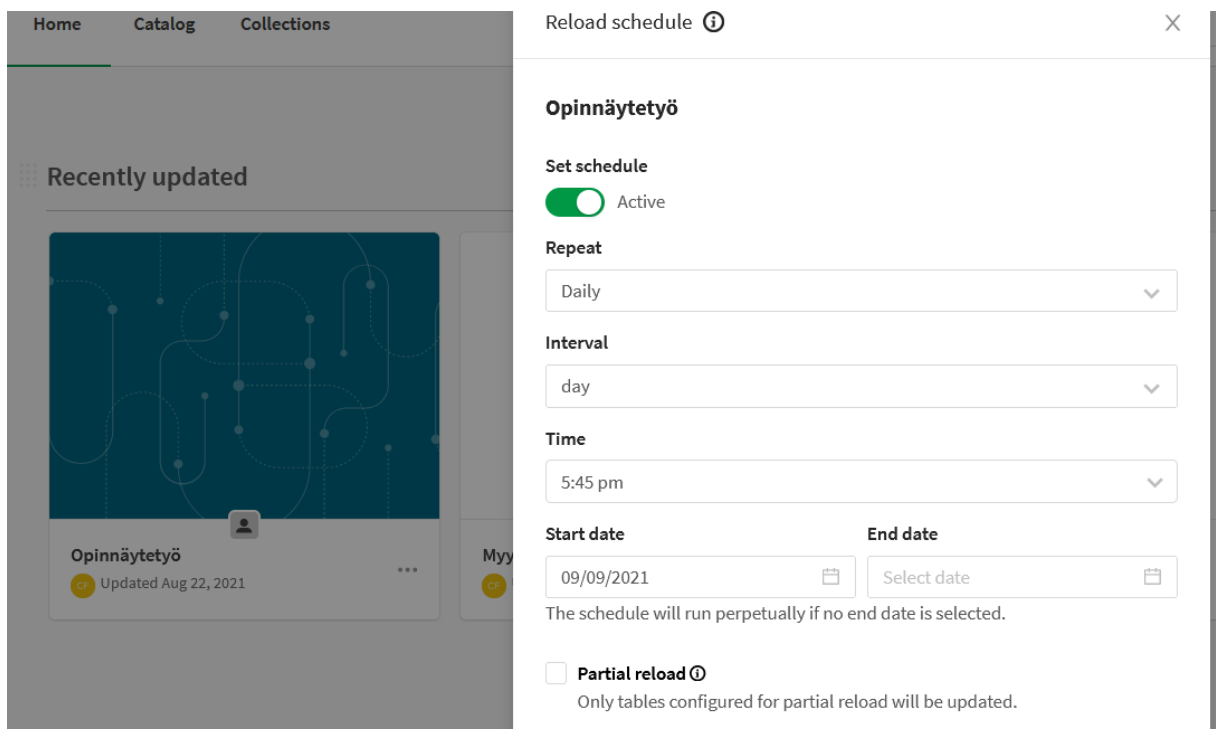 Home Catalog Collections
Recently updated
Opinnäytetyö
Updated Aug 22, 2021
CF
Myy
CF
Reload schedule
Opinnäytetyö
Set schedule
Active
Repeat
Daily
Interval
day
Time
5:45 pm
Start date End date
09/09/2021 Select date
The schedule will run perpetually if no end date is selected.
Partial reload
Only tables configured for partial reload will be updated.